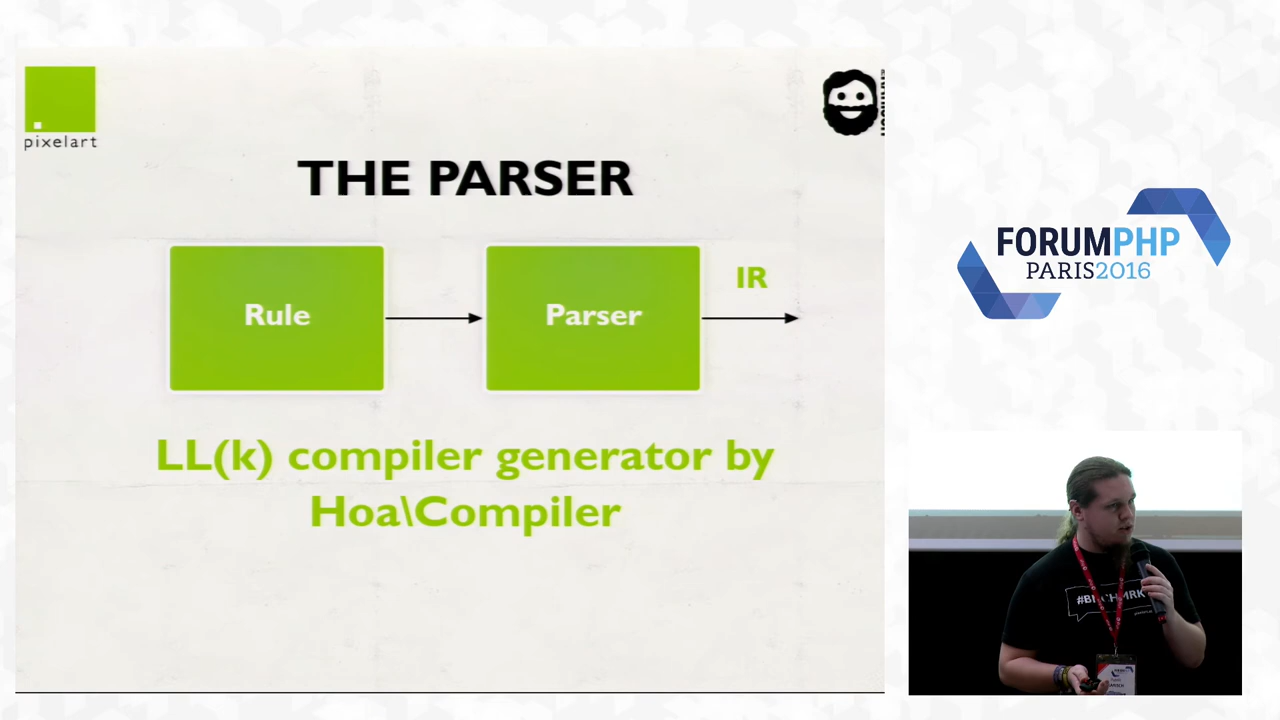 pixelart
THE PARSER
Rule
Parser
IR
LL(k) compiler generator by
Hoa\Compiler
FORUMPHP
PARIS2016